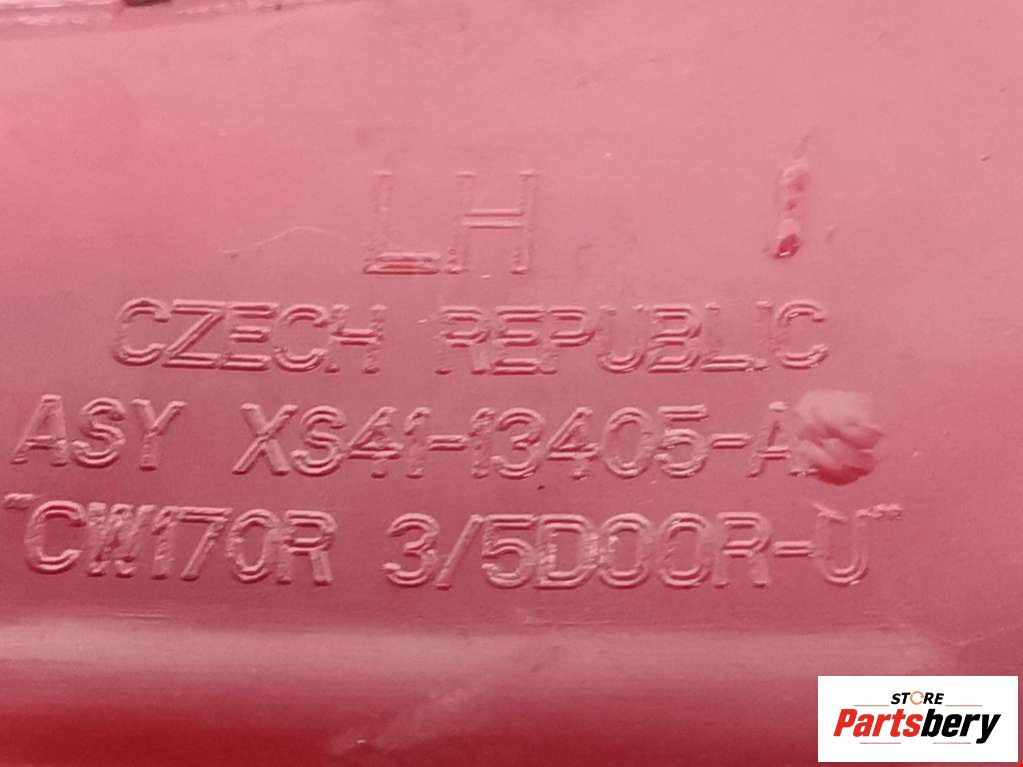 LH
CZECH REPUBLIC
ASY XS41-13405-A
"CW170R 3/5DOOR-U"
STORE
Partsbery